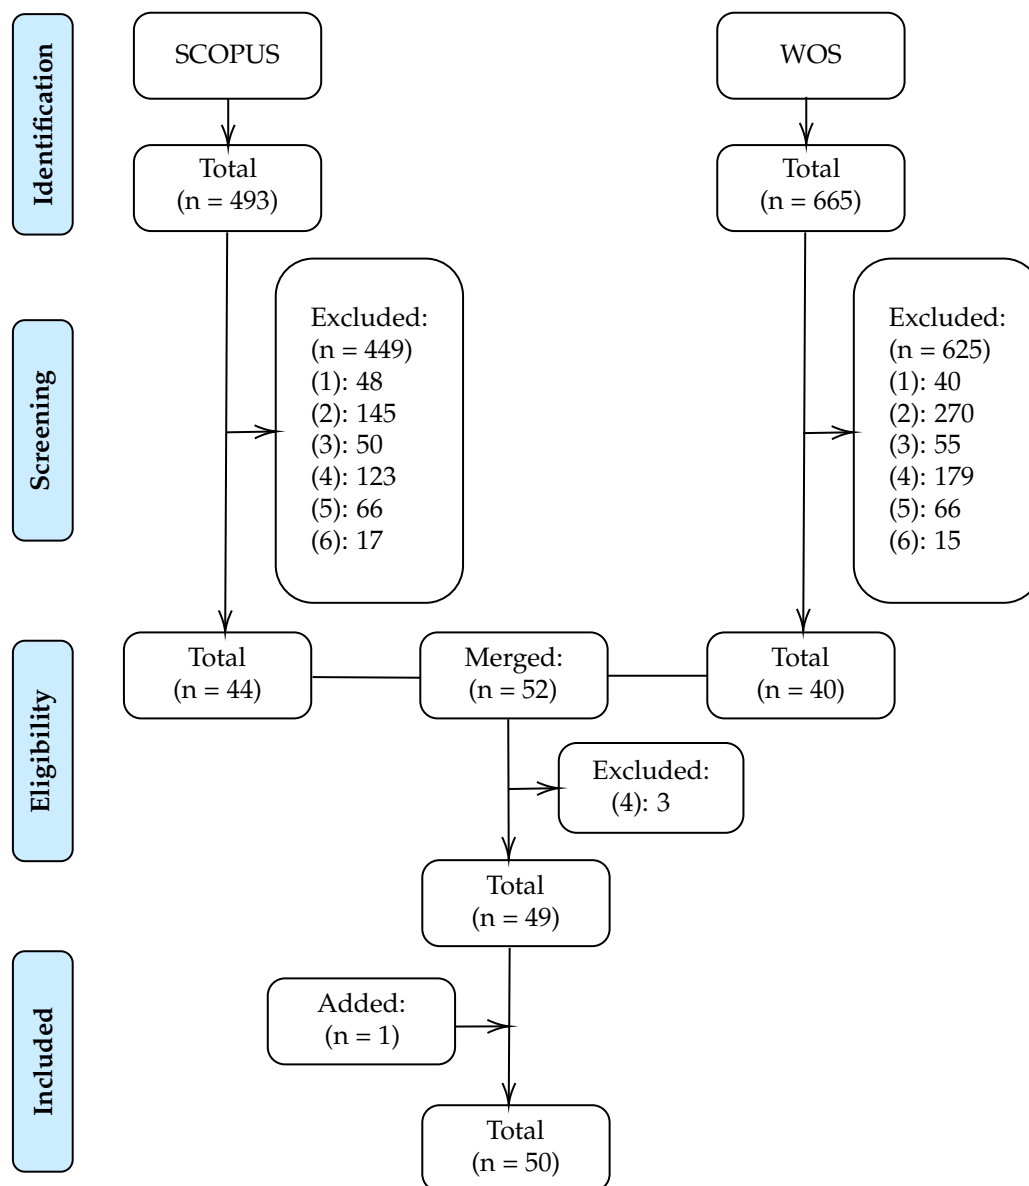 Identification
SCOPUS
WOS
Total
(n = 493)
Total
(n = 665)
Screening
Excluded:
(n = 449)
(1): 48
(2): 145
(3): 50
(4): 123
(5): 66
(6): 17
Excluded:
(n = 625)
(1): 40
(2): 270
(3): 55
(4): 179
(5): 66
(6): 15
Eligibility
Total
(n = 44)
Merged:
(n = 52)
Total
(n = 40)
Excluded:
(4): 3
Total
(n = 49)
Included
Added:
(n = 1)
Total
(n = 50)